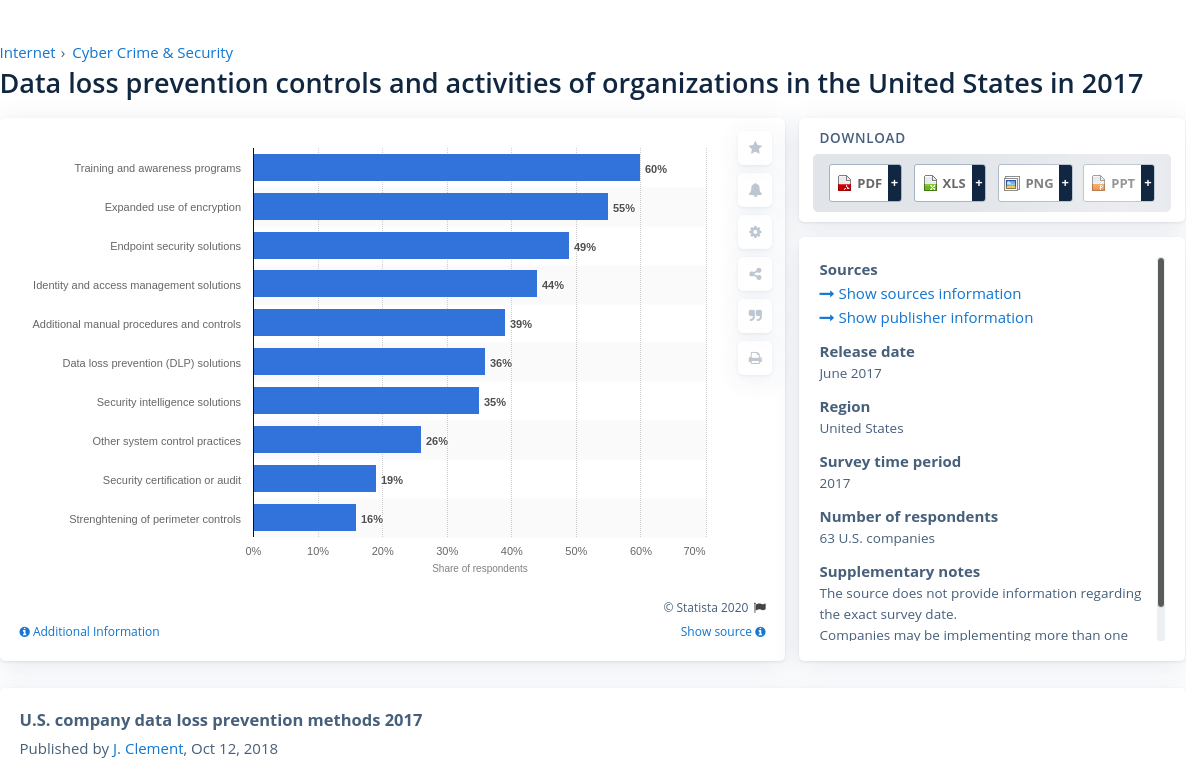 Internet › Cyber Crime & Security
Data loss prevention controls and activities of organizations in the United States in 2017
Training and awareness programs 60%
Expanded use of encryption 55%
Endpoint security solutions 49%
Identity and access management solutions 44%
Additional manual procedures and controls 39%
Data loss prevention (DLP) solutions 36%
Security intelligence solutions 35%
Other system control practices 26%
Security certification or audit 19%
Strenghtening of perimeter controls 16%
0% 10% 20% 30% 40% 50% 60% 70%
Share of respondents
© Statista 2020
Additional Information
Show source
DOWNLOAD
PDF + XLS + PNG + PPT +
Sources
Show sources information
Show publisher information
Release date
June 2017
Region
United States
Survey time period
2017
Number of respondents
63 U.S. companies
Supplementary notes
The source does not provide information regarding
the exact survey date.
Companies may be implementing more than one
U.S. company data loss prevention methods 2017
Published by J. Clement, Oct 12, 2018